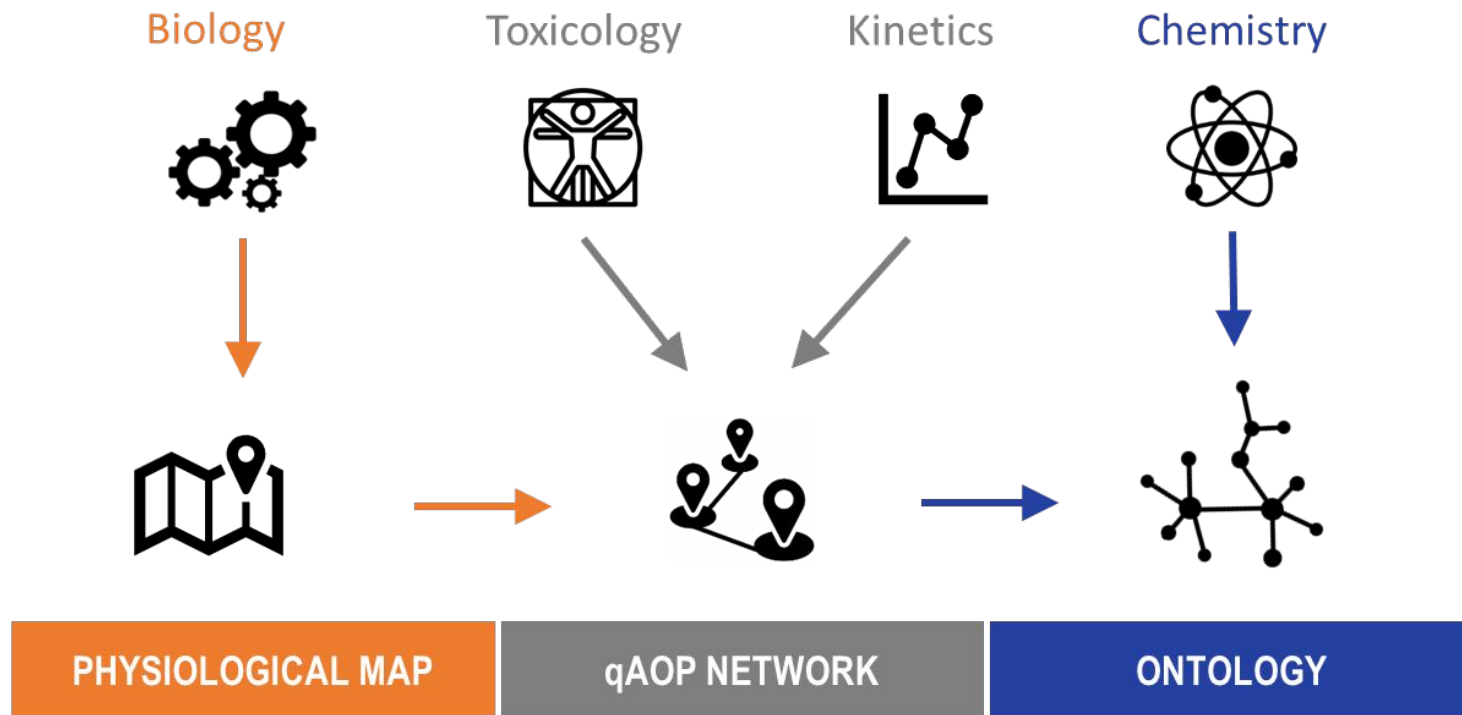 Biology
Toxicology
Kinetics
Chemistry
PHYSIOLOGICAL MAP
qAOP NETWORK
ONTOLOGY